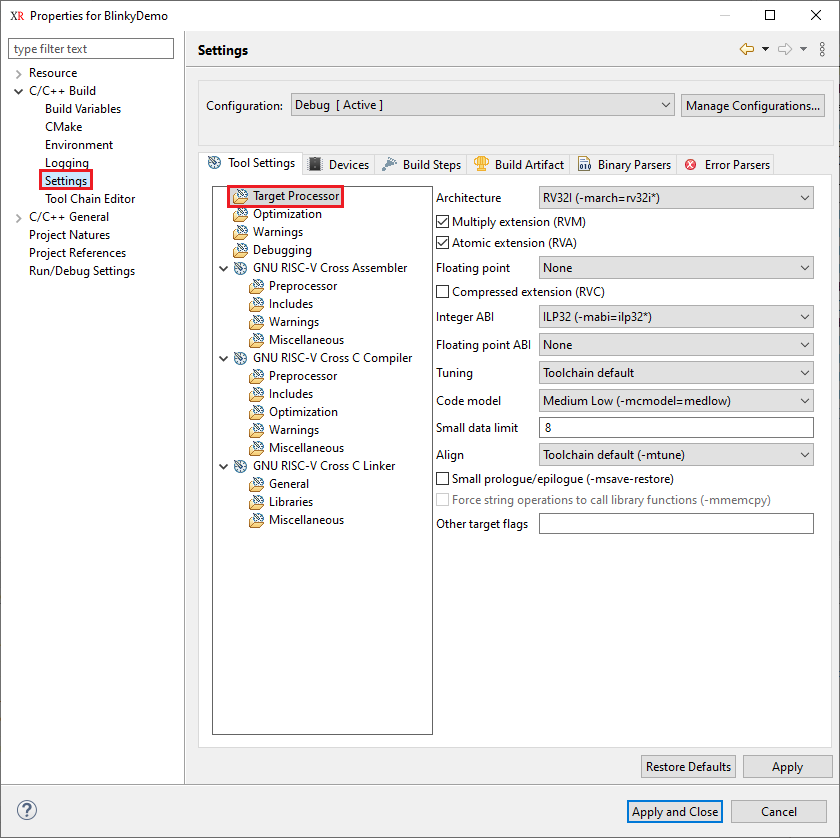 XR Properties for BlinkyDemo
type filter text
Resource
C/C++ Build
Build Variables
CMake
Environment
Logging
Settings
Tool Chain Editor
C/C++ General
Project Natures
Project References
Run/Debug Settings
Settings
Configuration: Debug [ Active ] Manage Configurations...
Tool Settings Devices Build Steps Build Artifact 010 Binary Parsers Error Parsers
Target Processor
Optimization
Warnings
Debugging
GNU RISC-V Cross Assembler
Preprocessor
Includes
Warnings
Miscellaneous
GNU RISC-V Cross C Compiler
Preprocessor
Includes
Optimization
Warnings
Miscellaneous
GNU RISC-V Cross C Linker
General
Libraries
Miscellaneous
Architecture RV32I (-march=rv32i*)
Multiply extension (RVM)
Atomic extension (RVA)
Floating point None
Compressed extension (RVC)
Integer ABI ILP32 (-mabi=ilp32*)
Floating point ABI None
Tuning Toolchain default
Code model Medium Low (-mcmodel=medlow)
Small data limit 8
Align Toolchain default (-mtune)
Small prologue/epilogue (-msave-restore)
Force string operations to call library functions (-mmemcpy)
Other target flags
Restore Defaults Apply
? Apply and Close Cancel